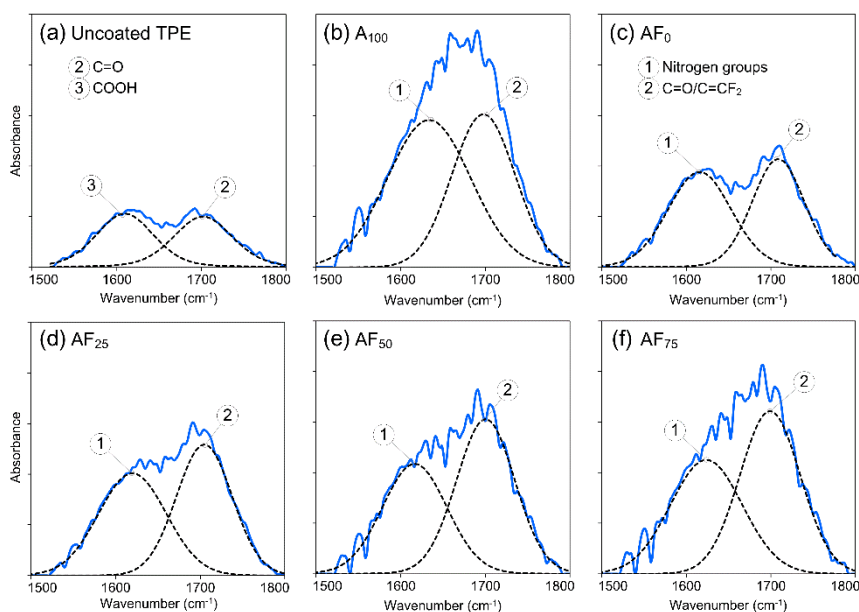 (a) Uncoated TPE
2 C=O
3 COOH
3
2
Absorbance
1500 1600 1700 1800
Wavenumber (cm-1)
(b) A100
1
2
1500 1600 1700 1800
Wavenumber (cm-1)
(c) AF0
1 Nitrogen groups
2 C=O/C=CF2
1
2
1500 1600 1700 1800
Wavenumber (cm-1)
(d) AF25
1
2
Absorbance
1500 1600 1700 1800
Wavenumber (cm-1)
(e) AF50
1
2
1500 1600 1700 1800
Wavenumber (cm-1)
(f) AF75
1
2
1500 1600 1700 1800
Wavenumber (cm-1)